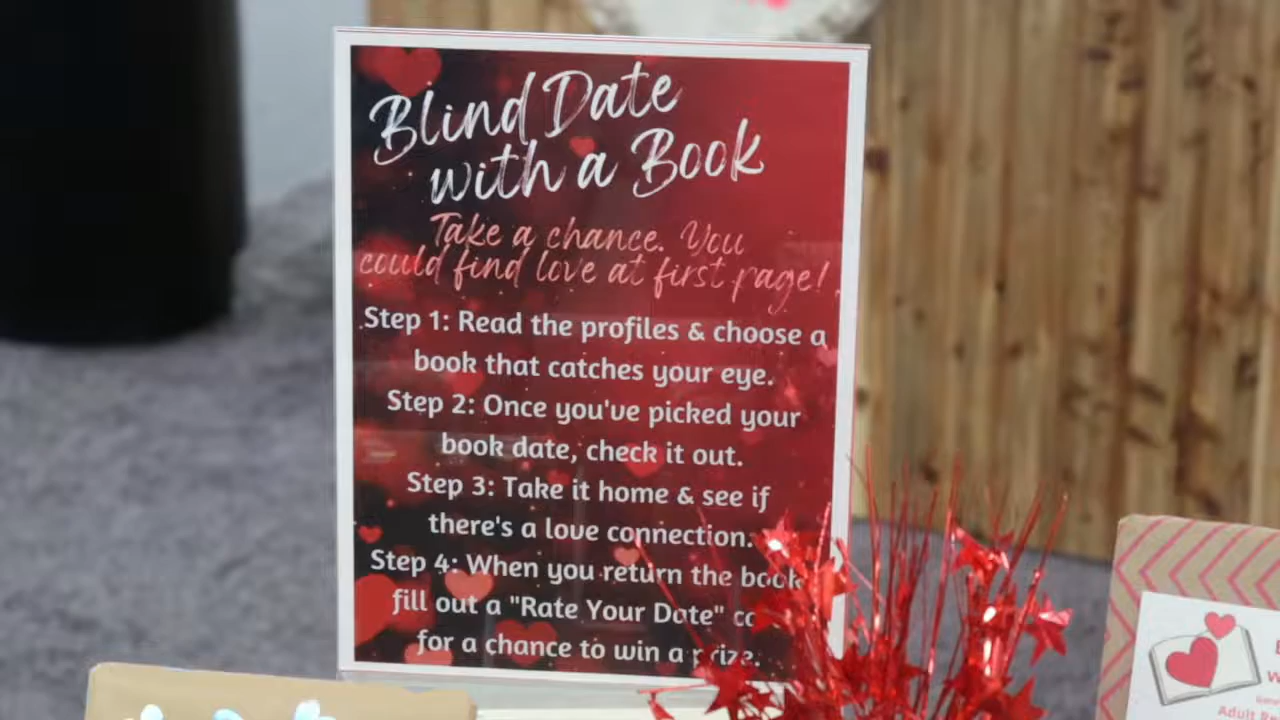 Blind Date
with a Book
Take a chance. You
could find love at first page!
Step 1: Read the profiles & choose a
book that catches your eye.
Step 2: Once you've picked your
book date, check it out.
Step 3: Take it home & see if
there's a love connection.
Step 4: When you return the book
fill out a "Rate Your Date"
for a chance to win a prize.
Adult